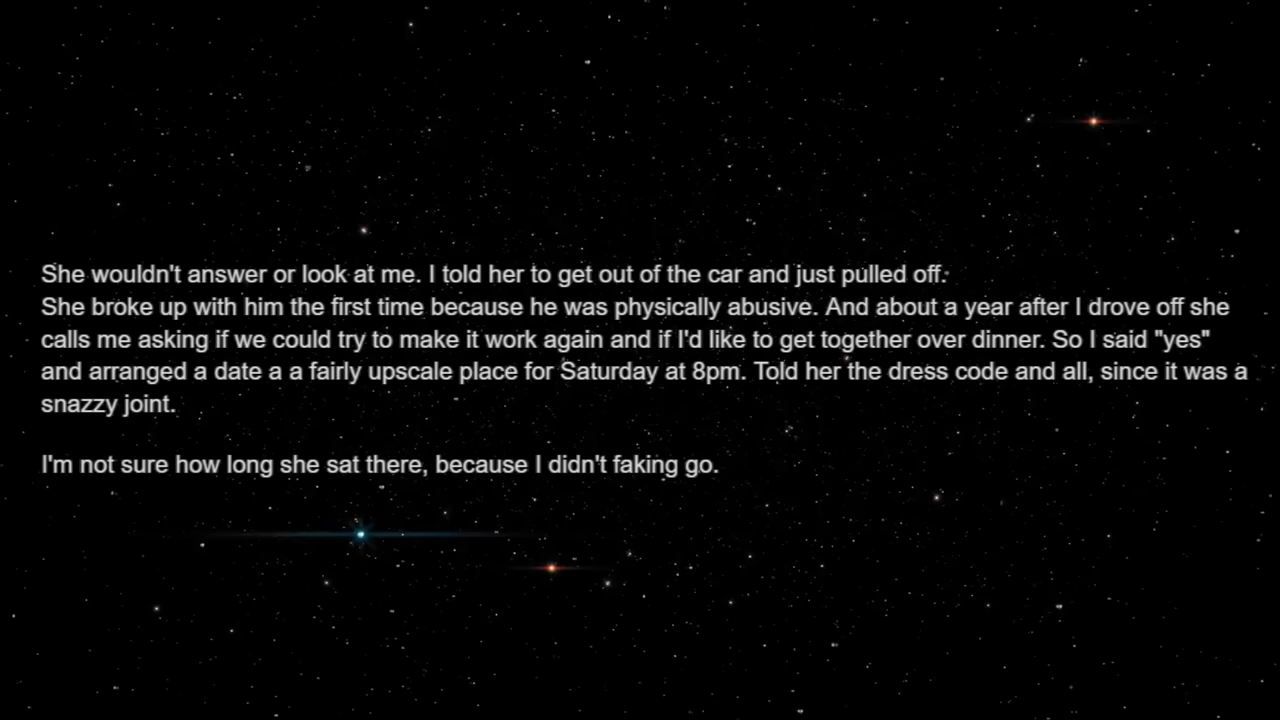 She wouldn't answer or look at me. I told her to get out of the car and just pulled off.
She broke up with him the first time because he was physically abusive. And about a year after I drove off she
calls me asking if we could try to make it work again and if I'd like to get together over dinner. So I said "yes"
and arranged a date a a fairly upscale place for Saturday at 8pm. Told her the dress code and all, since it was a
snazzy joint.
I'm not sure how long she sat there, because I didn't faking go.